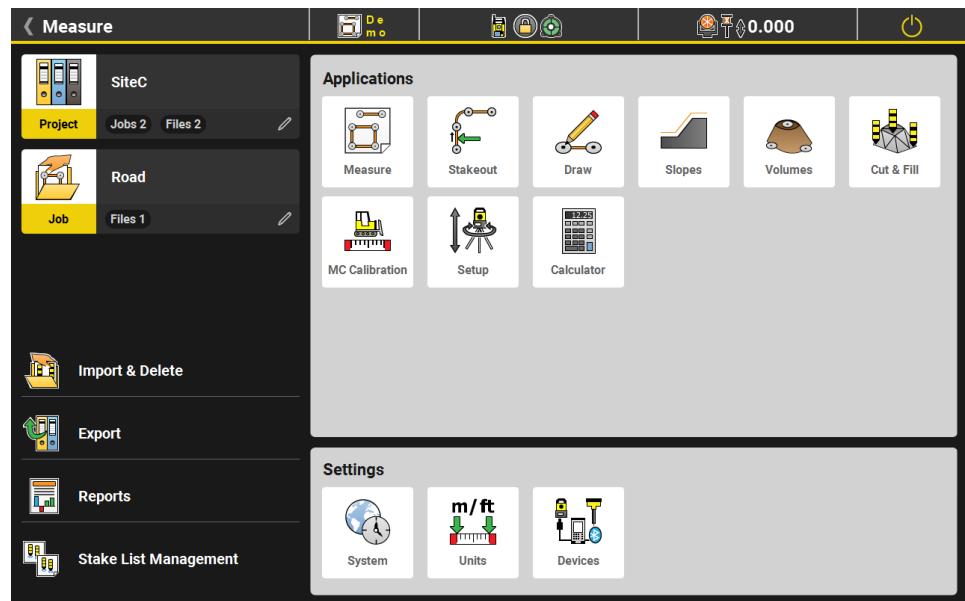 Measure
De
mo
0.000
SiteC
Project
Jobs 2
Files 2
Road
Job
Files 1
Import & Delete
Export
Reports
Stake List Management
Applications
Measure
Stakeout
Draw
Slopes
Volumes
Cut & Fill
MC Calibration
Setup
12.25
Calculator
Settings
System
m/ft
Units
Devices